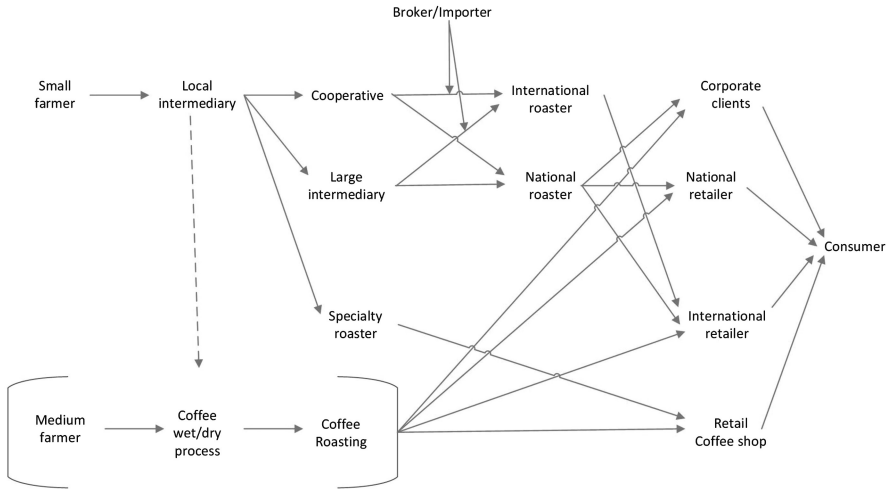 Broker/Importer
Small
farmer
Local
intermediary
Cooperative
International
roaster
Corporate
clients
Large
intermediary
National
roaster
National
retailer
Consumer
Specialty
roaster
International
retailer
Medium
farmer
Coffee
wet/dry
process
Coffee
Roasting
Retail
Coffee shop